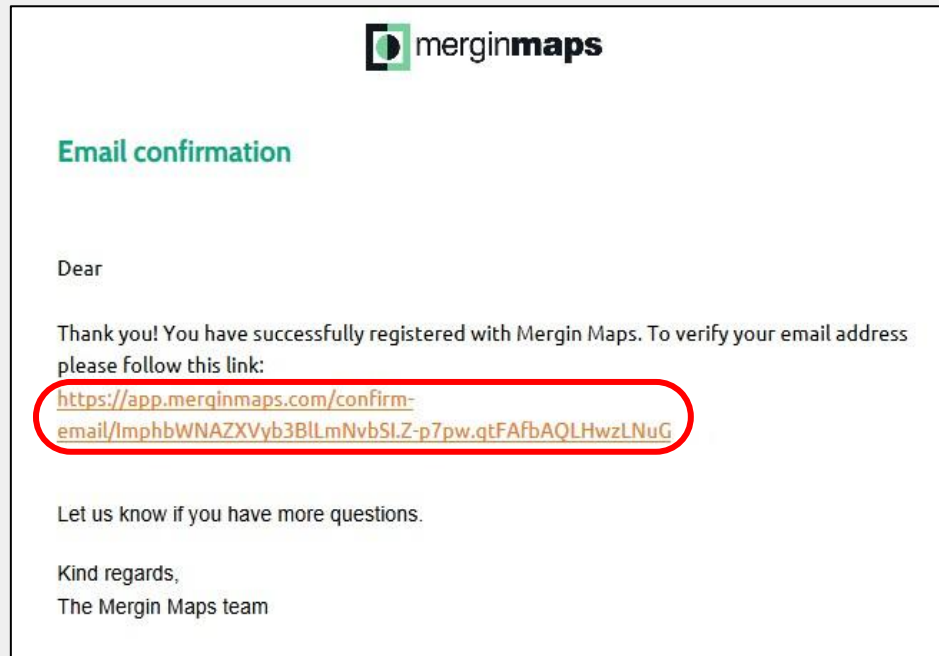 merginmaps
Email confirmation
Dear
Thank you! You have successfully registered with Mergin Maps. To verify your email address
please follow this link:
https://app.merginmaps.com/confirm-
email/ImphbWNAZXVyb3BlLmNvbSI.Z-p7pw.qtFAfbAQLHwzLNuG
Let us know if you have more questions.
Kind regards,
The Mergin Maps team